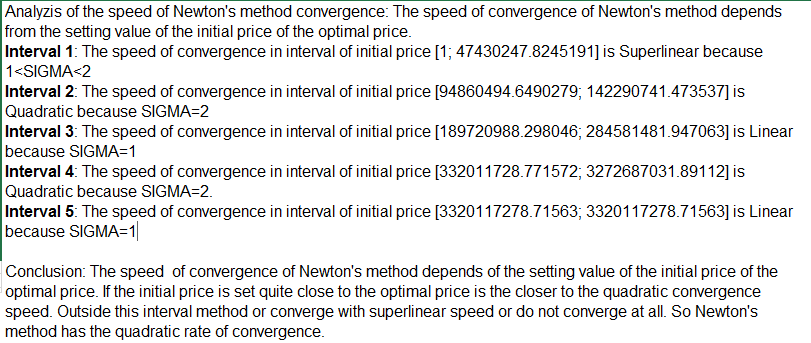 Analyzis of the speed of Newton's method convergence: The speed of convergence of Newton's method depends
from the setting value of the initial price of the optimal price.
Interval 1: The speed of convergence in interval of initial price [1; 47430247.8245191] is Superlinear because
1<SIGMA<2
Interval 2: The speed of convergence in interval of initial price [94860494.6490279; 142290741.473537] is
Quadratic because SIGMA=2
Interval 3: The speed of convergence in interval of initial price [189720988.298046; 284581481.947063] is Linear
because SIGMA=1
Interval 4: The speed of convergence in interval of initial price [332011728.771572; 3272687031.89112] is
Quadratic because SIGMA=2.
Interval 5: The speed of convergence in interval of initial price [3320117278.71563; 3320117278.71563] is Linear
because SIGMA=1
Conclusion: The speed  of convergence of Newton's method depends of the setting value of the initial price of the
optimal price. If the initial price is set quite close to the optimal price is the closer to the quadratic convergence
speed. Outside this interval method or converge with superlinear speed or do not converge at all. So Newton's
method has the quadratic rate of convergence.